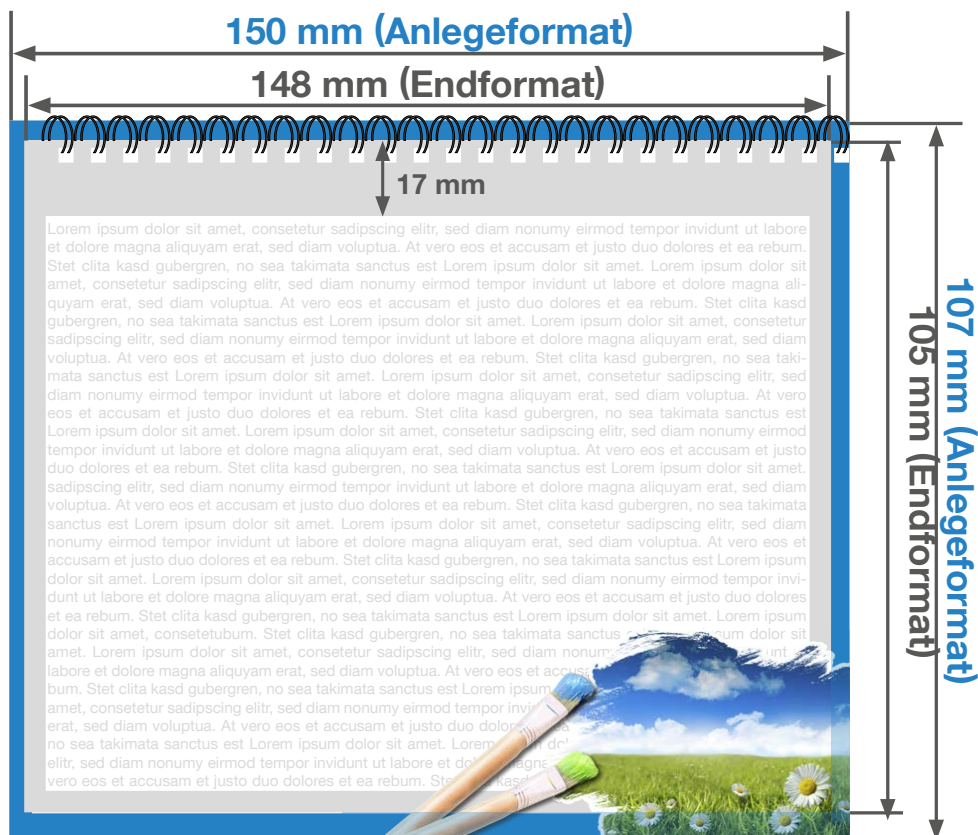 150 mm (Anlegeformat)
148 mm (Endformat)
17 mm
Lorem ipsum dolor sit amet, consetetur sadipscing elitr, sed diam nonumy eirmod tempor invidunt ut labore
et dolore magna aliquyam erat, sed diam voluptua. At vero eos et accusam et justo duo dolores et ea rebum.
Stet clita kasd gubergren, no sea takimata sanctus est Lorem ipsum dolor sit amet. Lorem ipsum dolor sit
amet, consetetur sadipscing elitr, sed diam nonumy eirmod tempor invidunt ut labore et dolore magna ali-
quyam erat, sed diam voluptua. At vero eos et accusam et justo duo dolores et ea rebum. Stet clita kasd
gubergren, no sea takimata sanctus est Lorem ipsum dolor sit amet. Lorem ipsum dolor sit amet, consetetur
sadipscing elitr, sed diam nonumy eirmod tempor invidunt ut labore et dolore magna aliquyam erat, sed diam
voluptua. At vero eos et accusam et justo duo dolores et ea rebum. Stet clita kasd gubergren, no sea taki-
mata sanctus est Lorem ipsum dolor sit amet. Lorem ipsum dolor sit amet, consetetur sadipscing elitr, sed
diam nonumy eirmod tempor invidunt ut labore et dolore magna aliquyam erat, sed diam voluptua. At vero
eos et accusam et justo duo dolores et ea rebum. Stet clita kasd gubergren, no sea takimata sanctus est
Lorem ipsum dolor sit amet. Lorem ipsum dolor sit amet, consetetur sadipscing elitr, sed diam nonumy eirmod
tempor invidunt ut labore et dolore magna aliquyam erat, sed diam voluptua. At vero eos et accusam et justo
duo dolores et ea rebum. Stet clita kasd gubergren, no sea takimata sanctus est Lorem ipsum dolor sit amet.
sadipscing elitr, sed diam nonumy eirmod tempor invidunt ut labore et dolore magna aliquyam erat, sed diam
voluptua. At vero eos et accusam et justo duo dolores et ea rebum. Stet clita kasd gubergren, no sea takimata
sanctus est Lorem ipsum dolor sit amet. Lorem ipsum dolor sit amet, consetetur sadipscing elitr, sed diam
nonumy eirmod tempor invidunt ut labore et dolore magna aliquyam erat, sed diam voluptua. At vero eos et
accusam et justo duo dolores et ea rebum. Stet clita kasd gubergren, no sea takimata sanctus est Lorem ipsum
dolor sit amet. Lorem ipsum dolor sit amet, consetetur sadipscing elitr, sed diam nonumy eirmod tempor invi-
dunt ut labore et dolore magna aliquyam erat, sed diam voluptua. At vero eos et accusam et justo duo dolores
et ea rebum. Stet clita kasd gubergren, no sea takimata sanctus est Lorem ipsum dolor sit amet. Lorem ipsum
dolor sit amet, consetetubum. Stet clita kasd gubergren, no sea takimata sanctus dolor sit
amet. Lorem ipsum dolor sit amet, consetetur sadipscing elitr, sed diam
labore et dolore magna aliquyam erat, sed diam voluptua. At vero eos et
bum. Stet clita kasd gubergren, no sea takimata sanctus est Lorem ipsum
amet, consetetur sadipscing elitr, sed diam nonumy eirmod tempor
erat, sed diam voluptua. At vero eos et accusam et justo duo
no sea takimata sanctus est Lorem ipsum dolor sit amet.
elitr, sed diam nonumy eirmod tempor invidunt ut labore et
vero eos et accusam et justo duo dolores et ea rebum.
105 mm (Endformat)
107 mm (Anlegeformat)